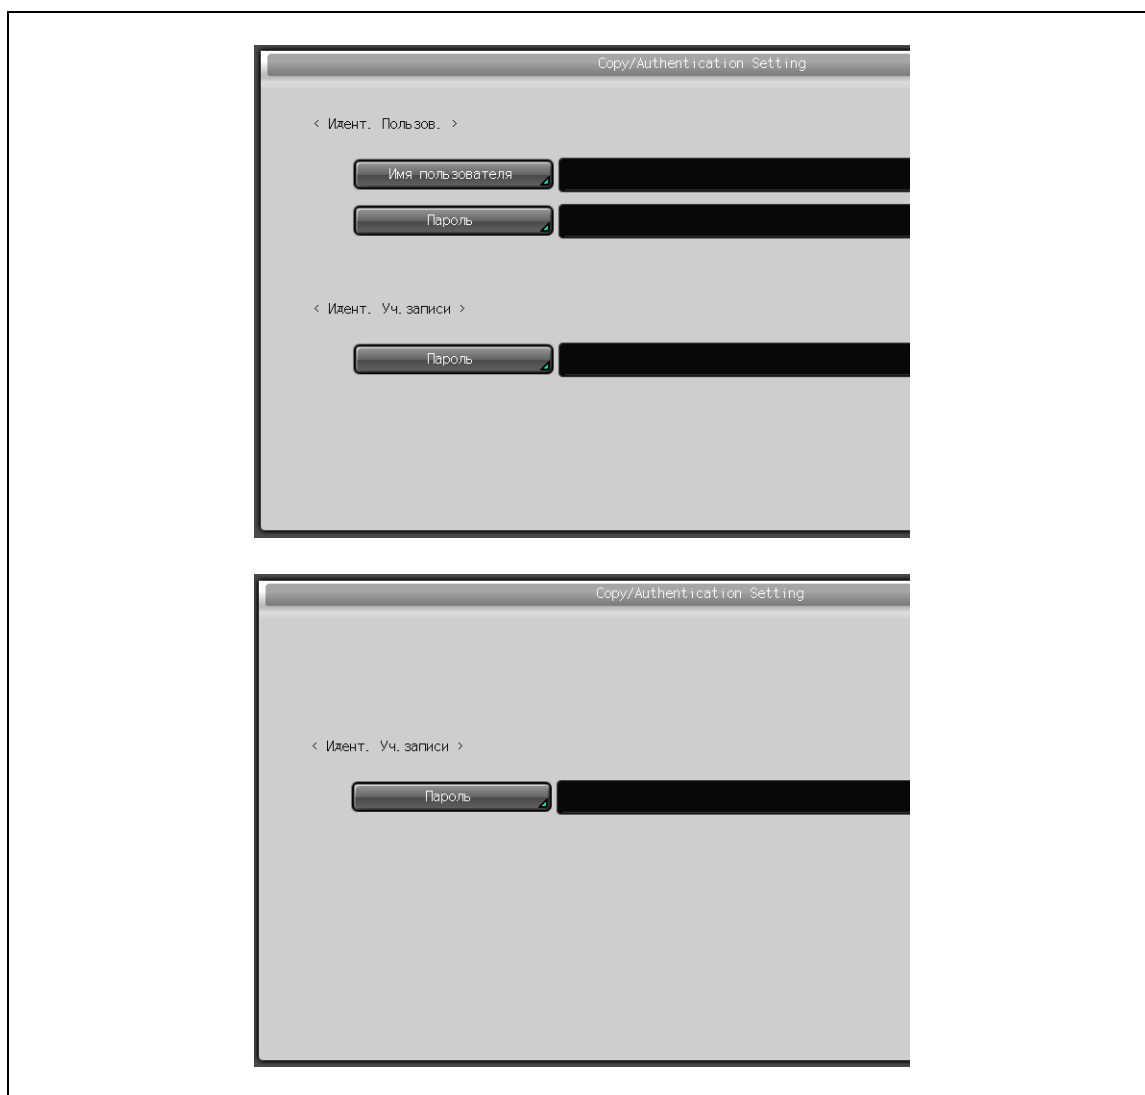 Copy/Authentication Setting
< Идент. Пользов. >
Имя пользователя
Пароль
< Идент. Уч.записи >
Пароль
Copy/Authentication Setting
< Идент. Уч.записи >
Пароль